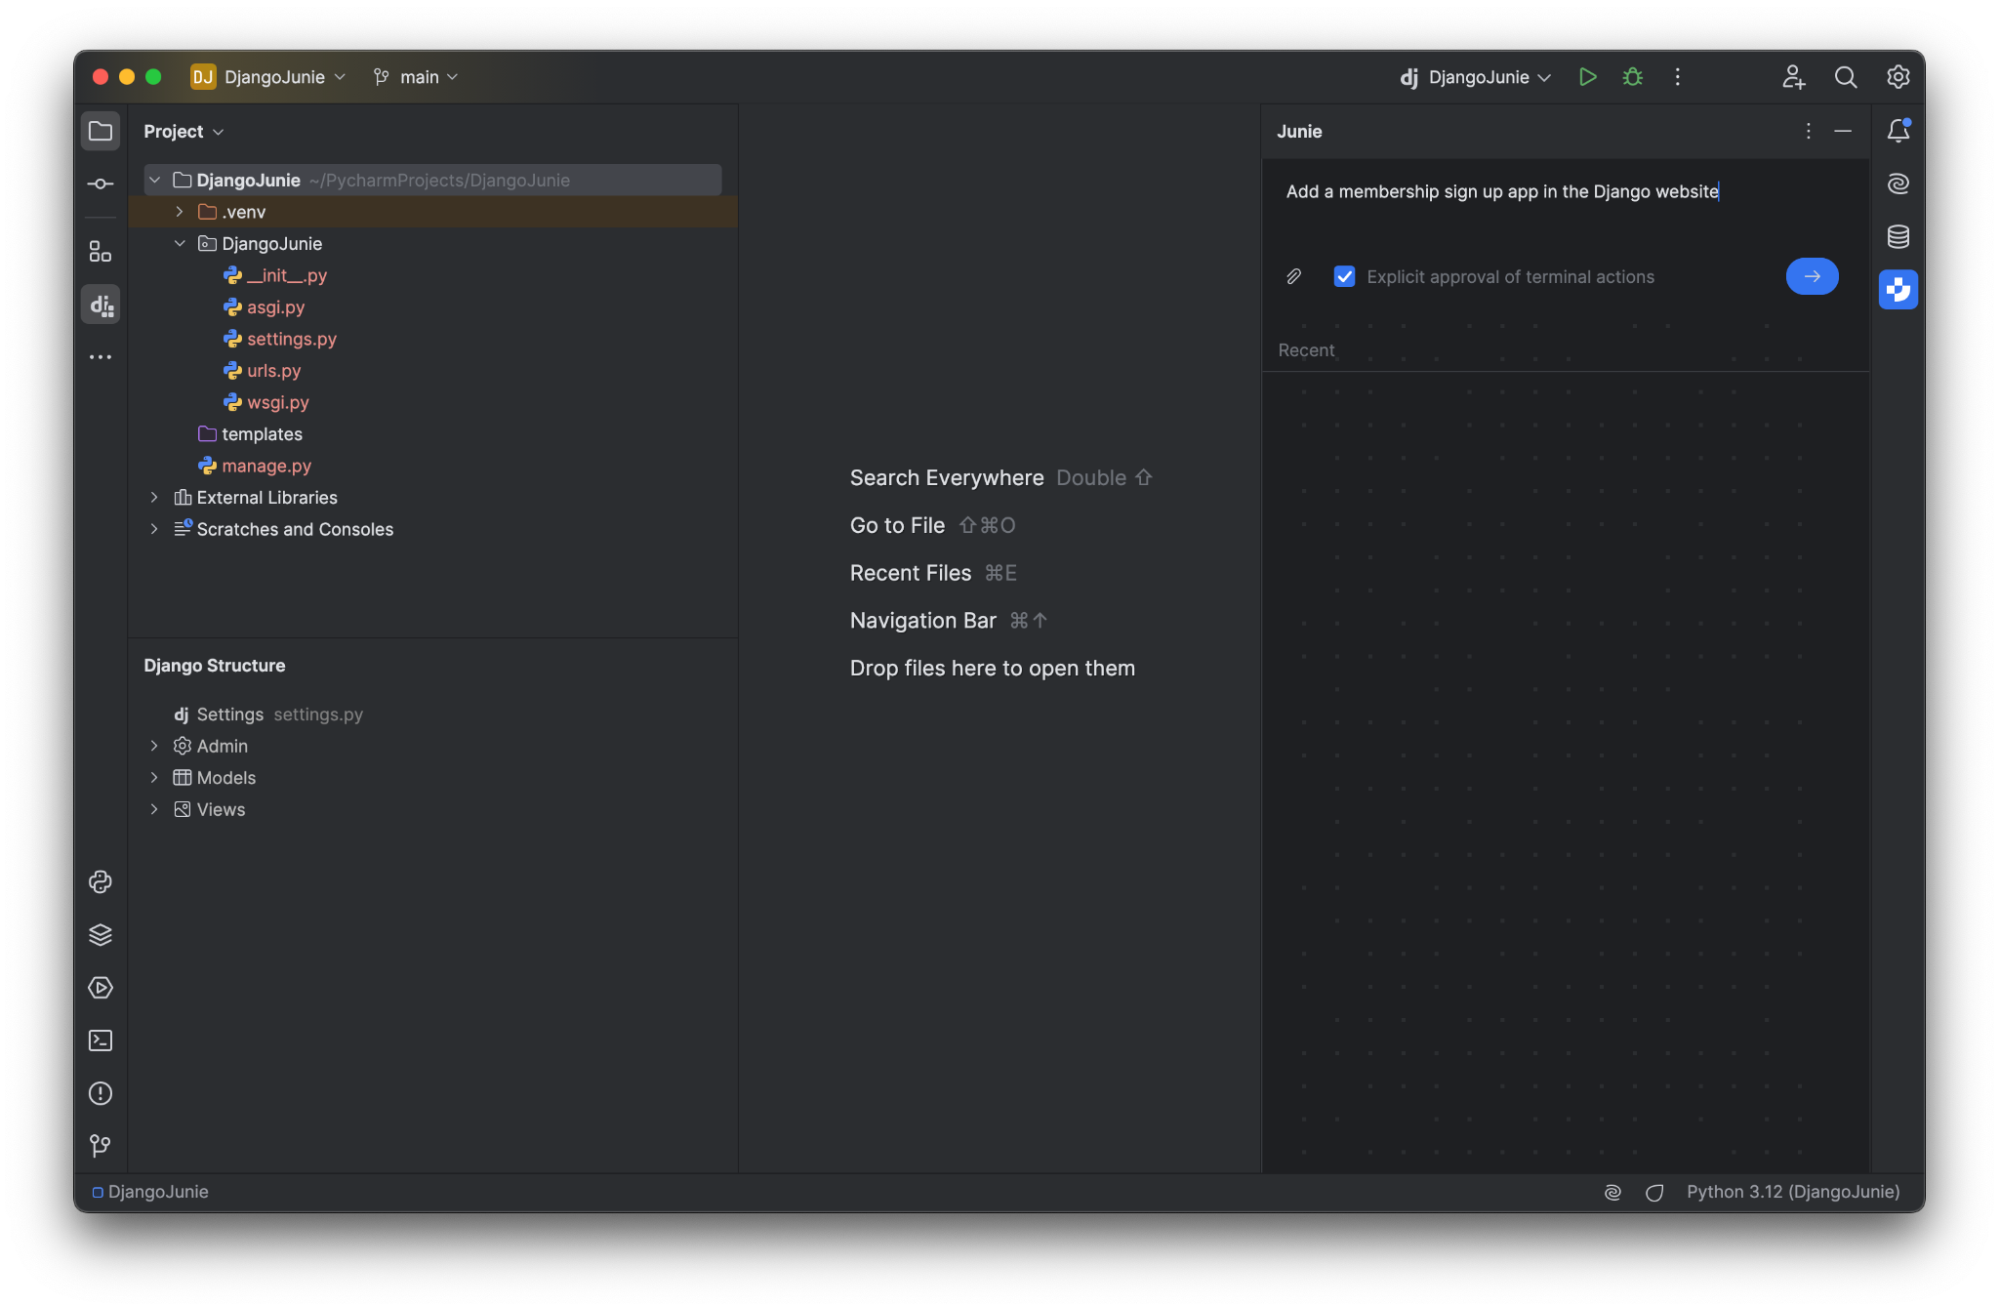 DJ DjangoJunie main dj DjangoJunie
Project
DjangoJunie ~/PycharmProjects/DjangoJunie
.venv
DjangoJunie
__init__.py
asgi.py
settings.py
urls.py
wsgi.py
templates
manage.py
External Libraries
Scratches and Consoles
Django Structure
dj Settings settings.py
Admin
Models
Views
Search Everywhere Double ⇧
Go to File ⇧⌘O
Recent Files ⌘E
Navigation Bar ⌘↑
Drop files here to open them
Junie
Add a membership sign up app in the Django website
Explicit approval of terminal actions
Recent
dj
DjangoJunie
Python 3.12 (DjangoJunie)